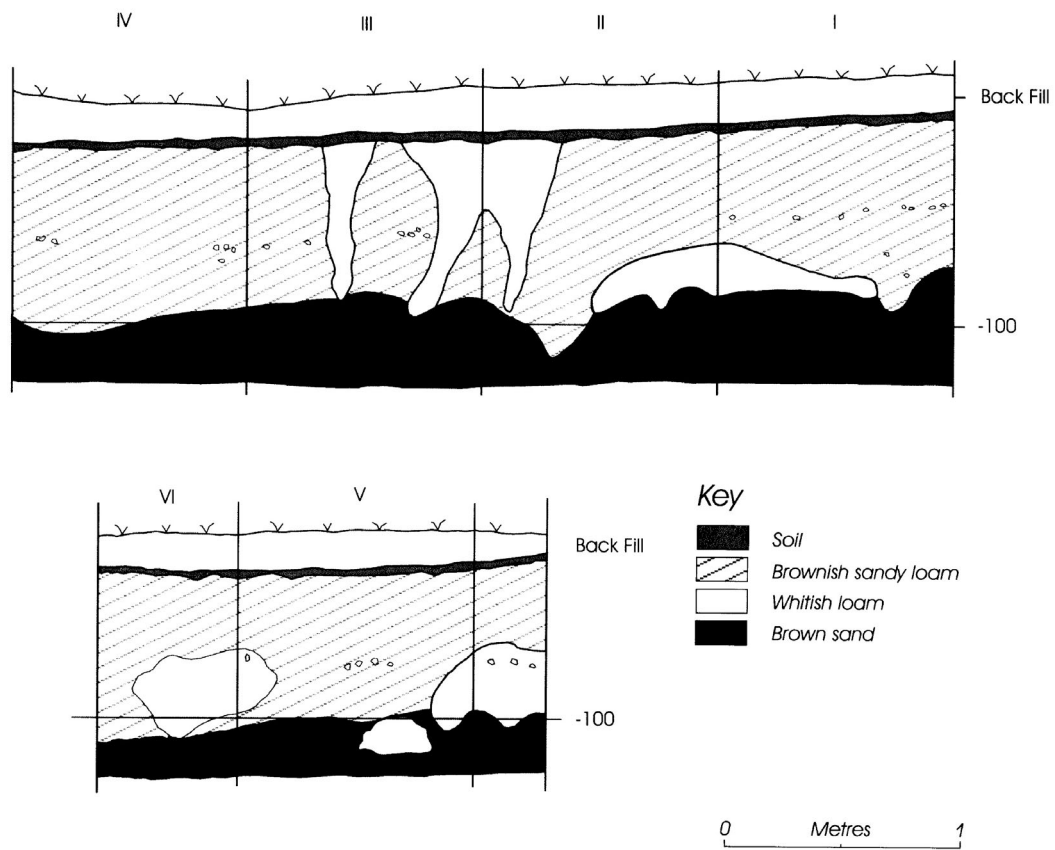 IV III II I
Back Fill
-100
VI V
Back Fill
-100
Key
Soil
Brownish sandy loam
Whitish loam
Brown sand
0 Metres 1